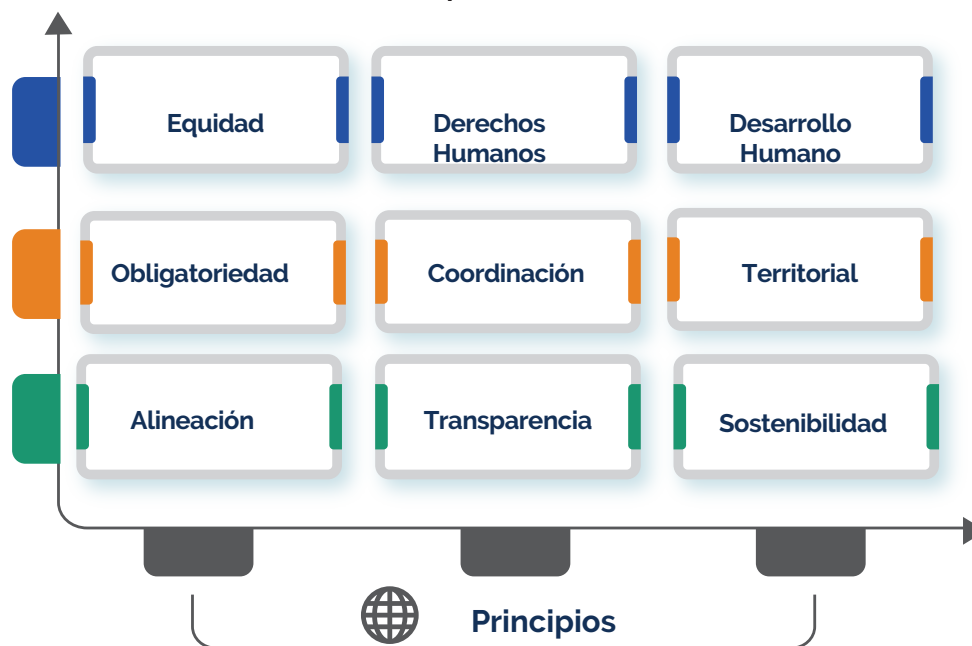 Equidad
Derechos
Humanos
Desarrollo
Humano
Obligatoriedad
Coordinación
Territorial
Alineación
Transparencia
Sostenibilidad
Principios